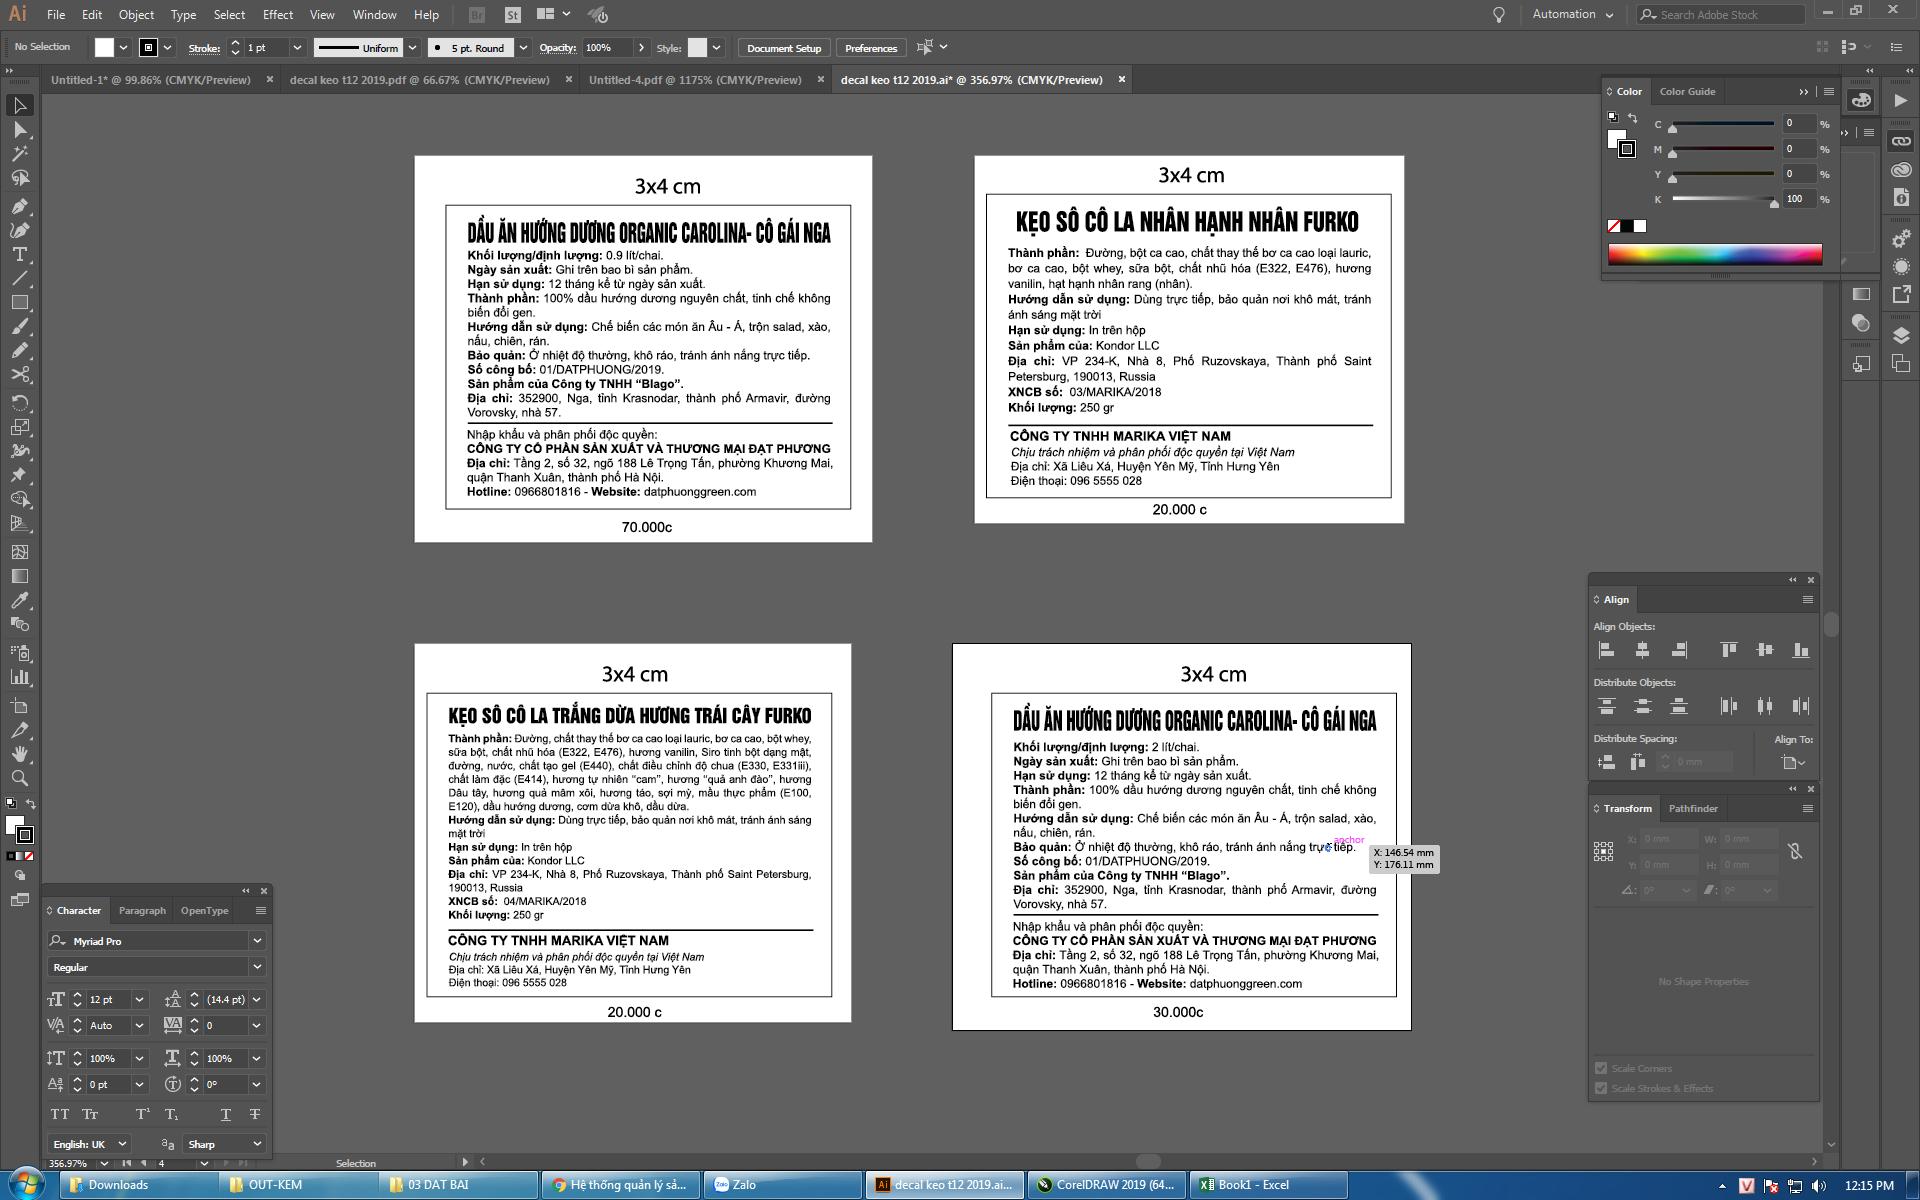 Ai File Edit Object Type Select Effect View Window Help Br St Automation Search Adobe Stock
No Selection Stroke: 1 pt Uniform 5 pt. Round Opacity: 100% Style: Document Setup Preferences
Untitled-1* @ 99.86% (CMYK/Preview) × decal keo t12 2019.pdf @ 66.67% (CMYK/Preview) × Untitled-4.pdf @ 1175% (CMYK/Preview) × decal keo t12 2019.ai* @ 356.97% (CMYK/Preview) ×
3x4 cm
DẦU ĂN HƯỚNG DƯƠNG ORGANIC CAROLINA- CÔ GÁI NGA
Khối lượng/định lượng: 0.9 lít/chai.
Ngày sản xuất: Ghi trên bao bì sản phẩm.
Hạn sử dụng: 12 tháng kể từ ngày sản xuất.
Thành phần: 100% dầu hướng dương nguyên chất, tinh chế không
biến đổi gen.
Hướng dẫn sử dụng: Chế biến các món ăn Âu - Á, trộn salad, xào,
nấu, chiên, rán.
Bảo quản: Ở nhiệt độ thường, khô ráo, tránh ánh nắng trực tiếp.
Số công bố: 01/DATPHUONG/2019.
Sản phẩm của Công ty TNHH “Blago”.
Địa chỉ: 352900, Nga, tỉnh Krasnodar, thành phố Armavir, đường
Vorovsky, nhà 57.
Nhập khẩu và phân phối độc quyền:
CÔNG TY CỔ PHẦN SẢN XUẤT VÀ THƯƠNG MẠI ĐẠT PHƯƠNG
Địa chỉ: Tầng 2, số 32, ngõ 188 Lê Trọng Tấn, phường Khương Mai,
quận Thanh Xuân, thành phố Hà Nội.
Hotline: 0966801816 - Website: datphuonggreen.com
70.000c
3x4 cm
KẸO SÔ CÔ LA NHÂN HẠNH NHÂN FURKO
Thành phần: Đường, bột ca cao, chất thay thế bơ ca cao loại lauric,
bơ ca cao, bột whey, sữa bột, chất nhũ hóa (E322, E476), hương
vanilin, hạt hạnh nhân rang (nhân).
Hướng dẫn sử dụng: Dùng trực tiếp, bảo quản nơi khô mát, tránh
ánh sáng mặt trời
Hạn sử dụng: In trên hộp
Sản phẩm của: Kondor LLC
Địa chỉ: VP 234-K, Nhà 8, Phố Ruzovskaya, Thành phố Saint
Petersburg, 190013, Russia
XNCB số: 03/MARIKA/2018
Khối lượng: 250 gr
CÔNG TY TNHH MARIKA VIỆT NAM
Chịu trách nhiệm và phân phối độc quyền tại Việt Nam
Địa chỉ: Xã Liêu Xá, Huyện Yên Mỹ, Tỉnh Hưng Yên
Điện thoại: 096 5555 028
20.000 c
3x4 cm
KẸO SÔ CÔ LA TRẮNG DỪA HƯƠNG TRÁI CÂY FURKO
Thành phần: Đường, chất thay thế bơ ca cao loại lauric, bơ ca cao, bột whey,
sữa bột, chất nhũ hóa (E322, E476), hương vanilin, Siro tinh bột dạng mật,
đường, nước, chất tạo gel (E440), chất điều chỉnh độ chua (E330, E331iii),
chất làm đặc (E414), hương tự nhiên “cam”, hương “quả anh đào”, hương
Dâu tây, hương quả mâm xôi, hương táo, sợi mỳ, mầu thực phẩm (E100,
E120), dầu hướng dương, cơm dừa khô, dầu dừa.
Hướng dẫn sử dụng: Dùng trực tiếp, bảo quản nơi khô mát, tránh ánh sáng
mặt trời
Hạn sử dụng: In trên hộp
Sản phẩm của: Kondor LLC
Địa chỉ: VP 234-K, Nhà 8, Phố Ruzovskaya, Thành phố Saint Petersburg,
190013, Russia
XNCB số: 04/MARIKA/2018
Khối lượng: 250 gr
CÔNG TY TNHH MARIKA VIỆT NAM
Chịu trách nhiệm và phân phối độc quyền tại Việt Nam
Địa chỉ: Xã Liêu Xá, Huyện Yên Mỹ, Tỉnh Hưng Yên
Điện thoại: 096 5555 028
20.000 c
3x4 cm
DẦU ĂN HƯỚNG DƯƠNG ORGANIC CAROLINA- CÔ GÁI NGA
Khối lượng/định lượng: 2 lít/chai.
Ngày sản xuất: Ghi trên bao bì sản phẩm.
Hạn sử dụng: 12 tháng kể từ ngày sản xuất.
Thành phần: 100% dầu hướng dương nguyên chất, tinh chế không
biến đổi gen.
Hướng dẫn sử dụng: Chế biến các món ăn Âu - Á, trộn salad, xào,
nấu, chiên, rán.
Bảo quản: Ở nhiệt độ thường, khô ráo, tránh ánh nắng trực tiếp.
Số công bố: 01/DATPHUONG/2019.
Sản phẩm của Công ty TNHH “Blago”.
Địa chỉ: 352900, Nga, tỉnh Krasnodar, thành phố Armavir, đường
Vorovsky, nhà 57.
Nhập khẩu và phân phối độc quyền:
CÔNG TY CỔ PHẦN SẢN XUẤT VÀ THƯƠNG MẠI ĐẠT PHƯƠNG
Địa chỉ: Tầng 2, số 32, ngõ 188 Lê Trọng Tấn, phường Khương Mai,
quận Thanh Xuân, thành phố Hà Nội.
Hotline: 0966801816 - Website: datphuonggreen.com
30.000c
anchor
X: 146.54 mm
Y: 176.11 mm
Color Color Guide
C 0 %
M 0 %
Y 0 %
K 100 %
Align
Align Objects:
Distribute Objects:
Distribute Spacing: Align To:
0 mm
Transform Pathfinder
X: 0 mm W: 0 mm
Y: 0 mm H: 0 mm
0° 0°
No Shape Properties
Scale Corners
Scale Strokes & Effects
Character Paragraph OpenType
Myriad Pro
Regular
12 pt (14.4 pt)
Auto 0
100% 100%
0 pt 0°
English: UK Sharp
356.97% 4 Selection
Downloads OUT-KEM 03 DAT BAI Hệ thống quản lý sả... Zalo decal keo t12 2019.ai... CorelDRAW 2019 (64... Book1 - Excel 12:15 PM